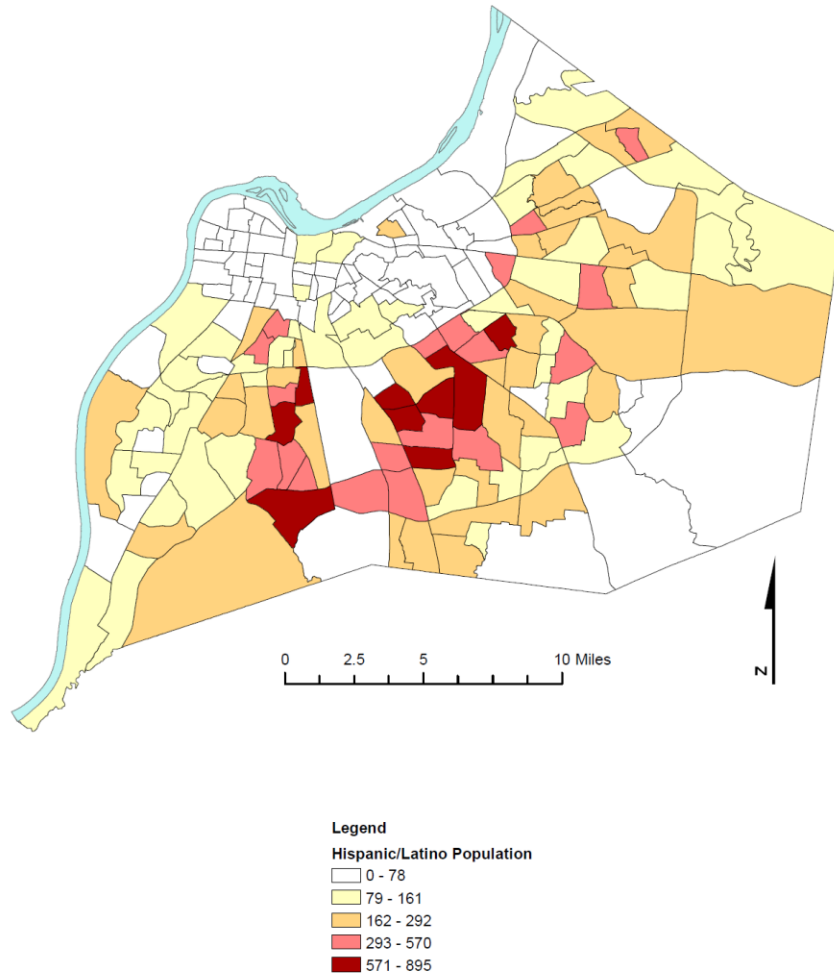 0 2.5 5 10 Miles
N
Legend
Hispanic/Latino Population
0 - 78
79 - 161
162 - 292
293 - 570
571 - 895